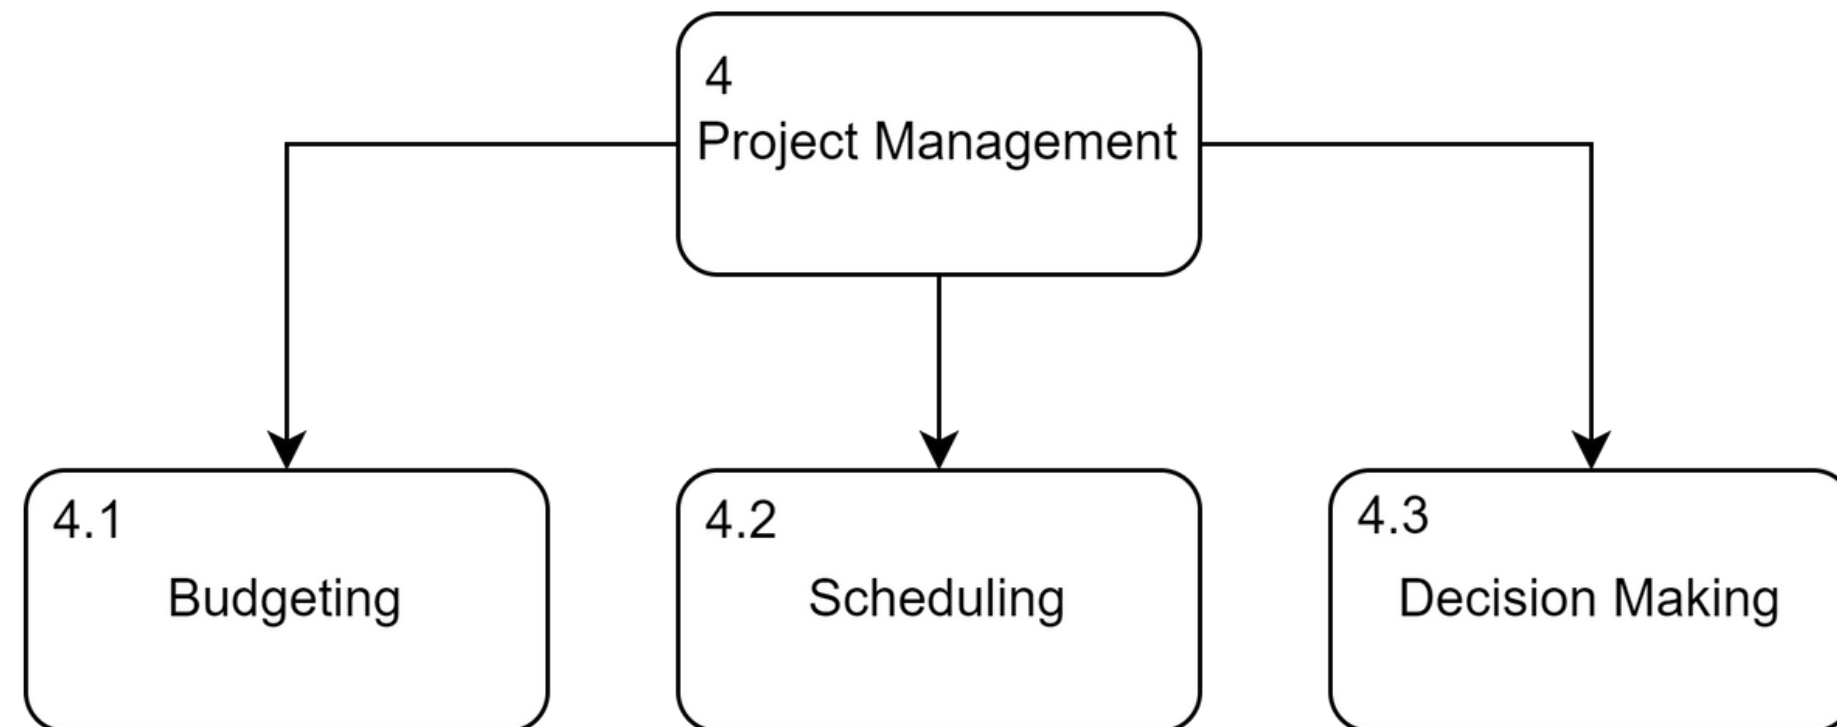 4
Project Management
4.1
Budgeting
4.2
Scheduling
4.3
Decision Making